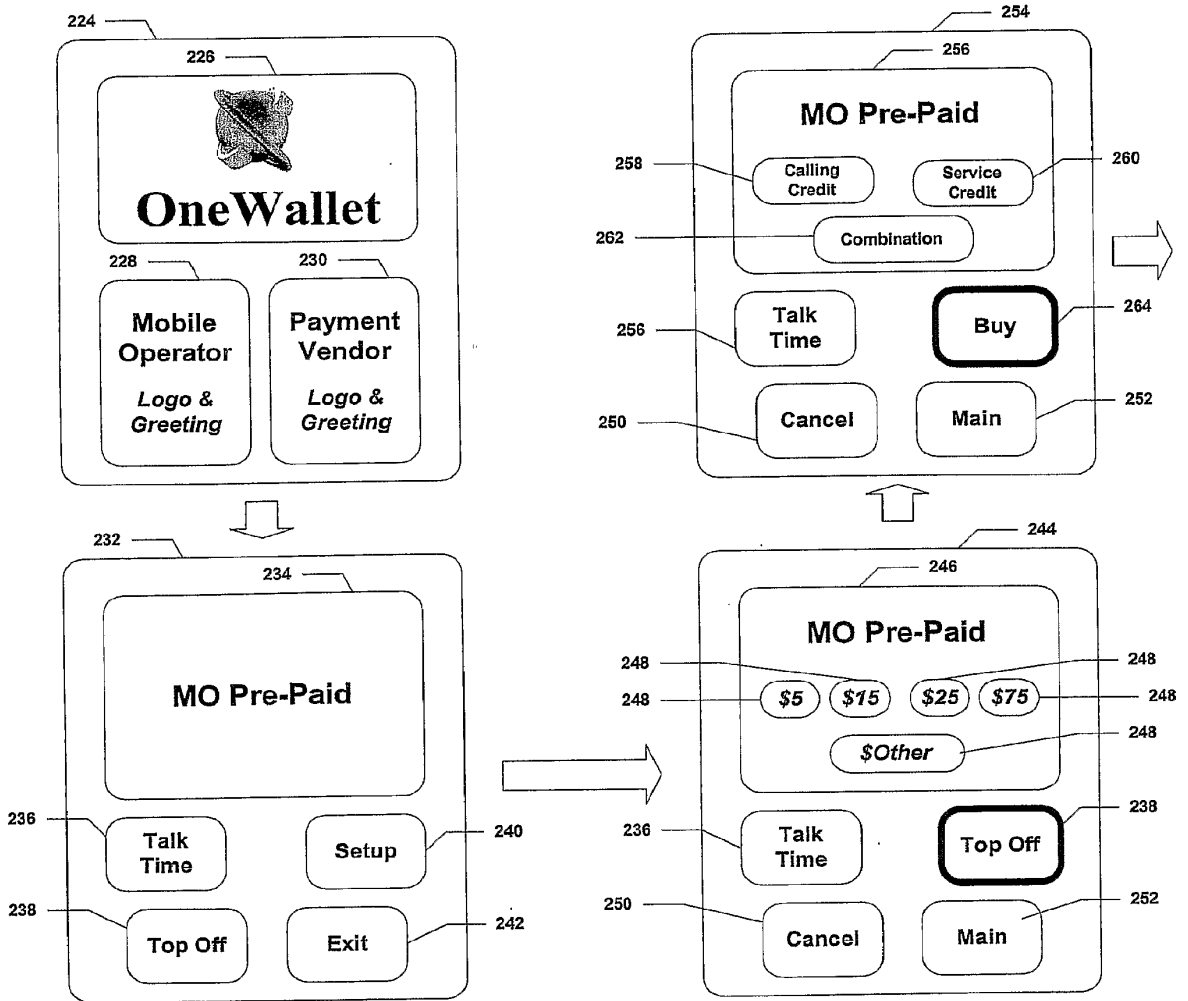 224
226
OneWallet
228
230
Mobile
Operator
Logo &
Greeting
Payment
Vendor
Logo &
Greeting
232
234
MO Pre-Paid
236
Talk
Time
Setup
240
238
Top Off
Exit
242
254
256
MO Pre-Paid
258
Calling
Credit
Service
Credit
260
262
Combination
256
Talk
Time
Buy
264
250
Cancel
Main
252
244
246
MO Pre-Paid
248
248
248
$5
$15
$25
$75
248
$Other
248
236
Talk
Time
Top Off
238
250
Cancel
Main
252